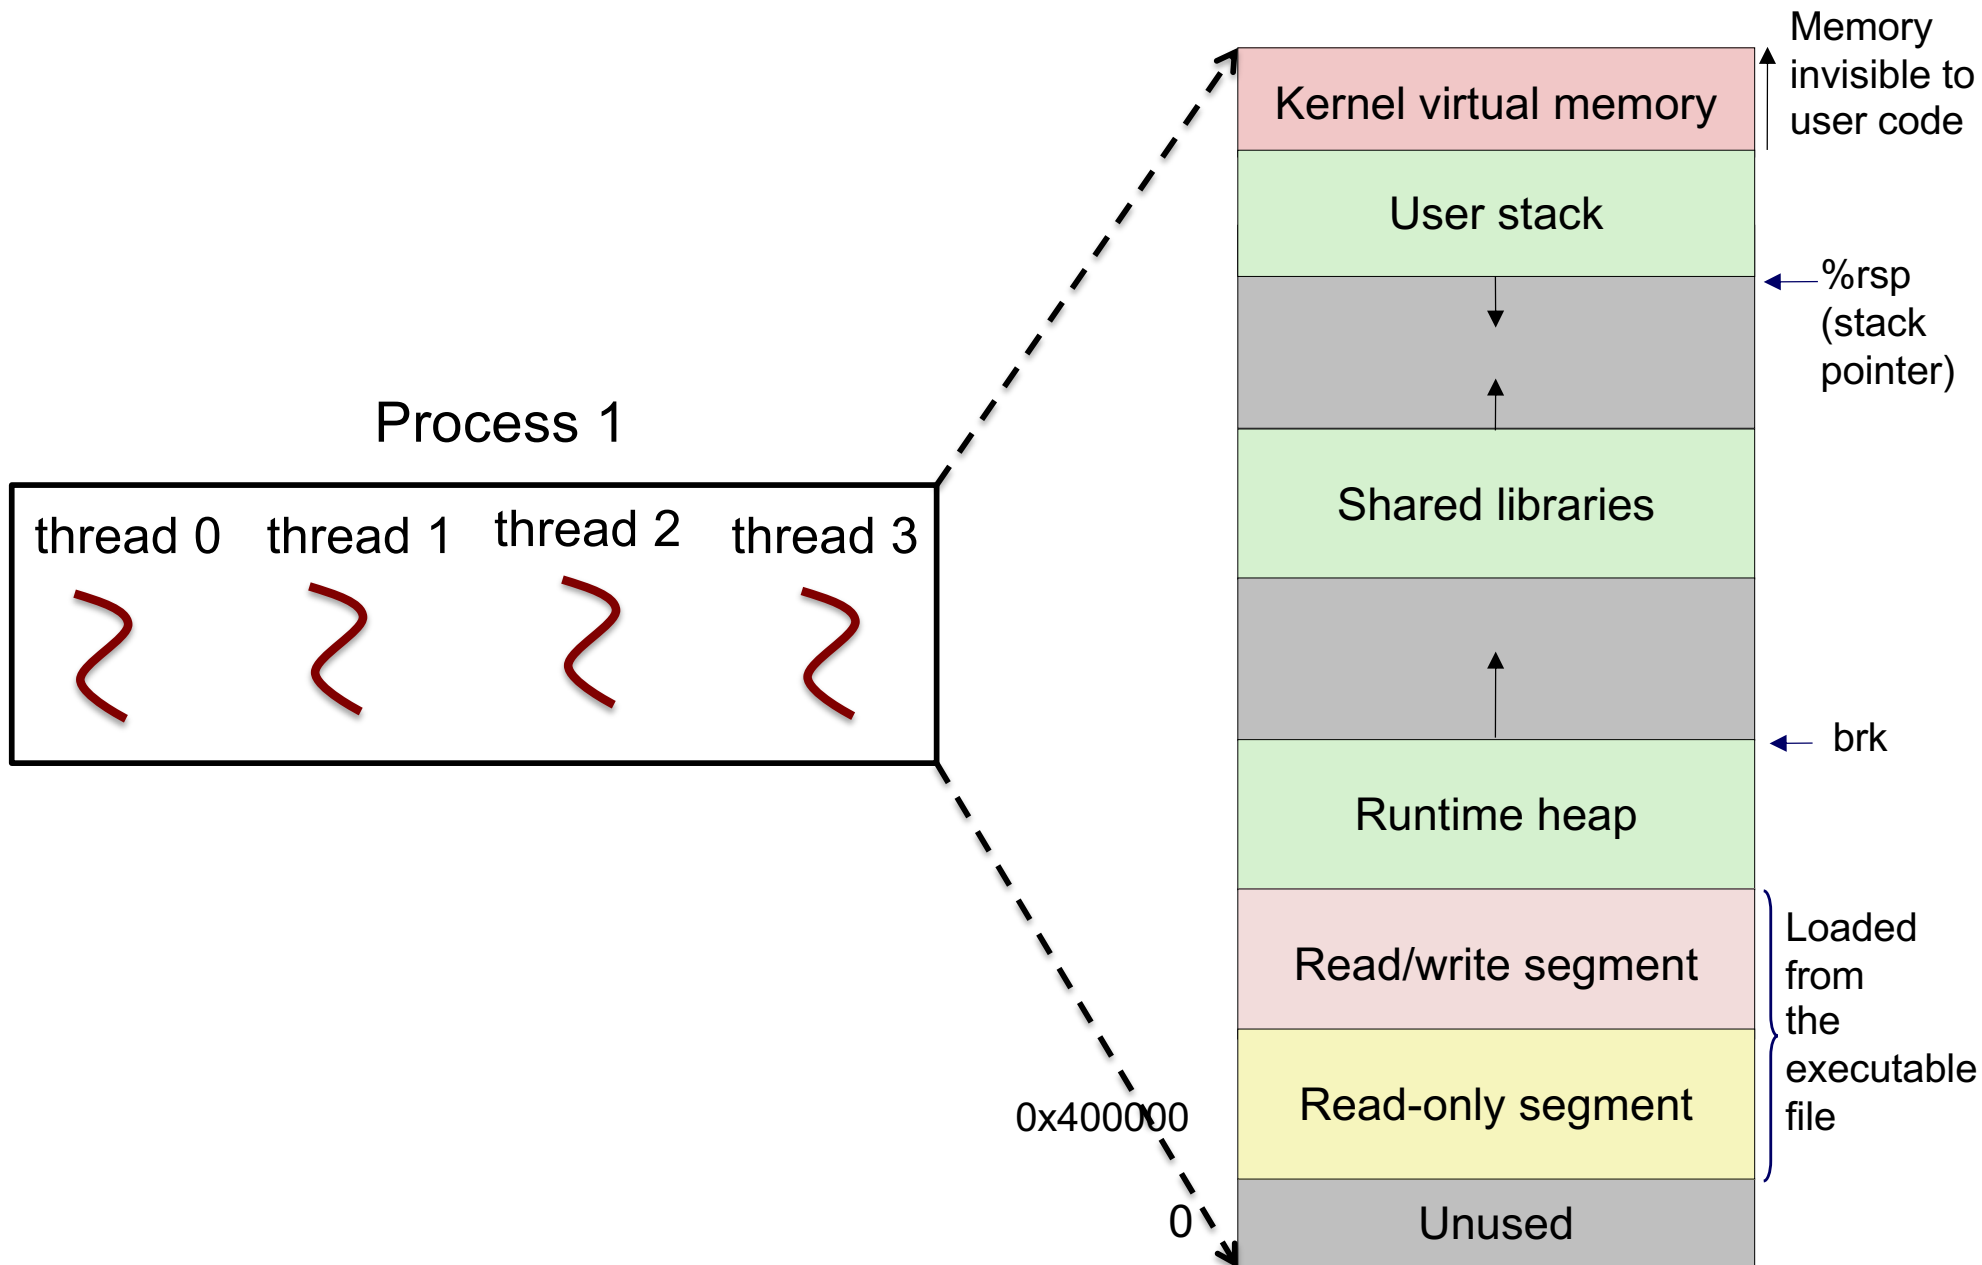 Process 1
thread 0
thread 1
thread 2
thread 3
Kernel virtual memory
Memory
invisible to
user code
User stack
%rsp
(stack
pointer)
Shared libraries
brk
Runtime heap
Read/write segment
Loaded
from
the
executable
file
Read-only segment
0x400000
0
Unused